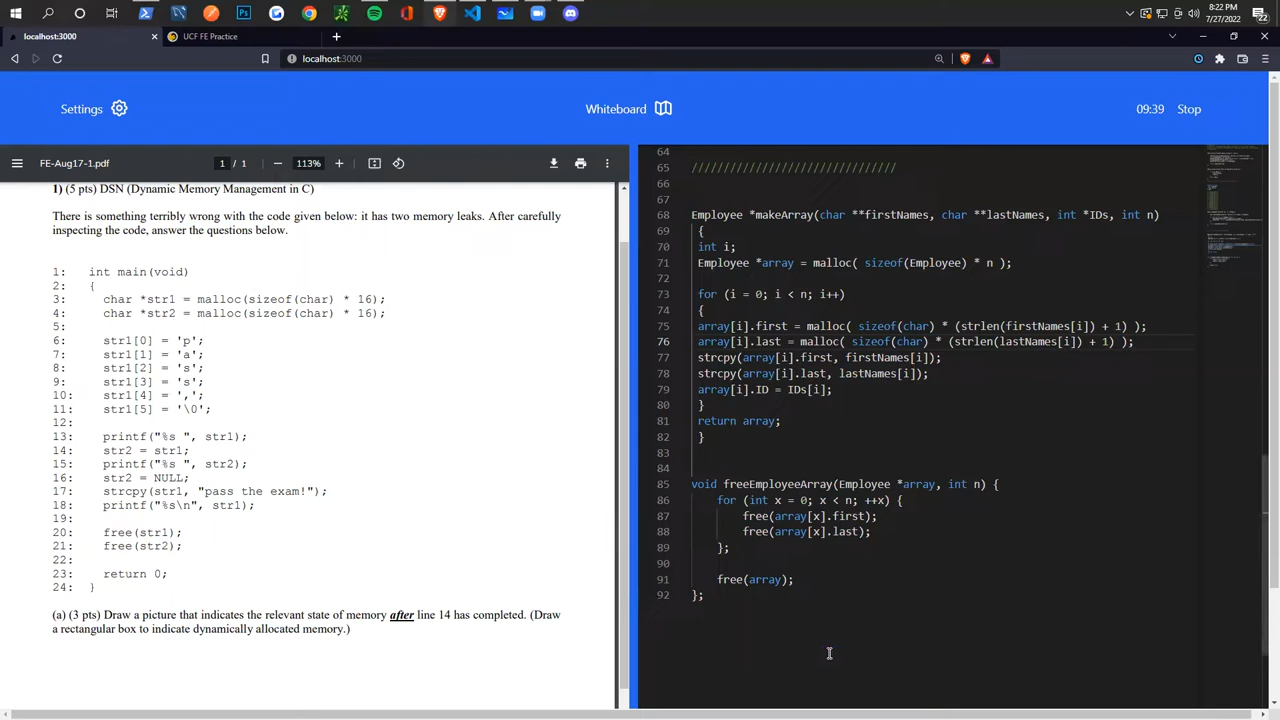 8:22 PM
7/27/2022
22
localhost:3000
UCF FE Practice
localhost:3000
Settings
Whiteboard
09:39 Stop
FE-Aug17-1.pdf
1 / 1
113%
1) (5 pts) DSN (Dynamic Memory Management in C)
There is something terribly wrong with the code given below: it has two memory leaks. After carefully
inspecting the code, answer the questions below.
1: int main(void)
2: {
3: char *str1 = malloc(sizeof(char) * 16);
4: char *str2 = malloc(sizeof(char) * 16);
5:
6: str1[0] = 'p';
7: str1[1] = 'a';
8: str1[2] = 's';
9: str1[3] = 's';
10: str1[4] = ',';
11: str1[5] = '\0';
12:
13: printf("%s ", str1);
14: str2 = str1;
15: printf("%s ", str2);
16: str2 = NULL;
17: strcpy(str1, "pass the exam!");
18: printf("%s\n", str1);
19:
20: free(str1);
21: free(str2);
22:
23: return 0;
24: }
(a) (3 pts) Draw a picture that indicates the relevant state of memory after line 14 has completed. (Draw
a rectangular box to indicate dynamically allocated memory.)
64
65 ////////////////////////////////
66
67
68 Employee *makeArray(char **firstNames, char **lastNames, int *IDs, int n)
69 {
70 int i;
71 Employee *array = malloc( sizeof(Employee) * n );
72
73 for (i = 0; i < n; i++)
74 {
75 array[i].first = malloc( sizeof(char) * (strlen(firstNames[i]) + 1) );
76 array[i].last = malloc( sizeof(char) * (strlen(lastNames[i]) + 1) );
77 strcpy(array[i].first, firstNames[i]);
78 strcpy(array[i].last, lastNames[i]);
79 array[i].ID = IDs[i];
80 }
81 return array;
82 }
83
84
85 void freeEmployeeArray(Employee *array, int n) {
86 for (int x = 0; x < n; ++x) {
87 free(array[x].first);
88 free(array[x].last);
89 };
90
91 free(array);
92 };